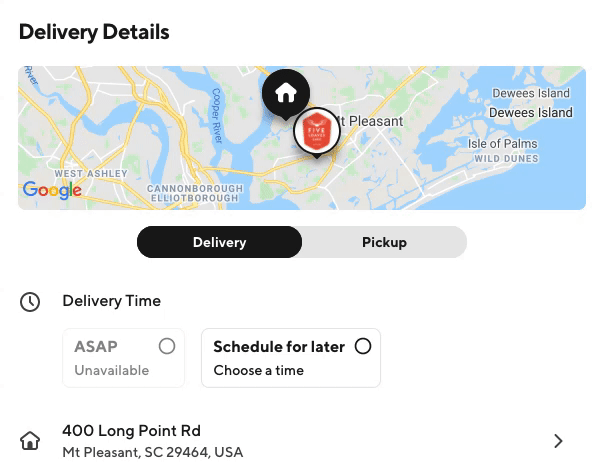 Delivery Details
River
Cooper River
Dewees Island
Dewees Island
Mt Pleasant
FIVE
Isle of Palms
WILD DUNES
WEST ASHLEY
CANNONBOROUGH
ELLIOTBOROUGH
Google
Delivery
Pickup
Delivery Time
ASAP
Schedule for later
Unavailable
Choose a time
400 Long Point Rd
Mt Pleasant, SC 29464, USA